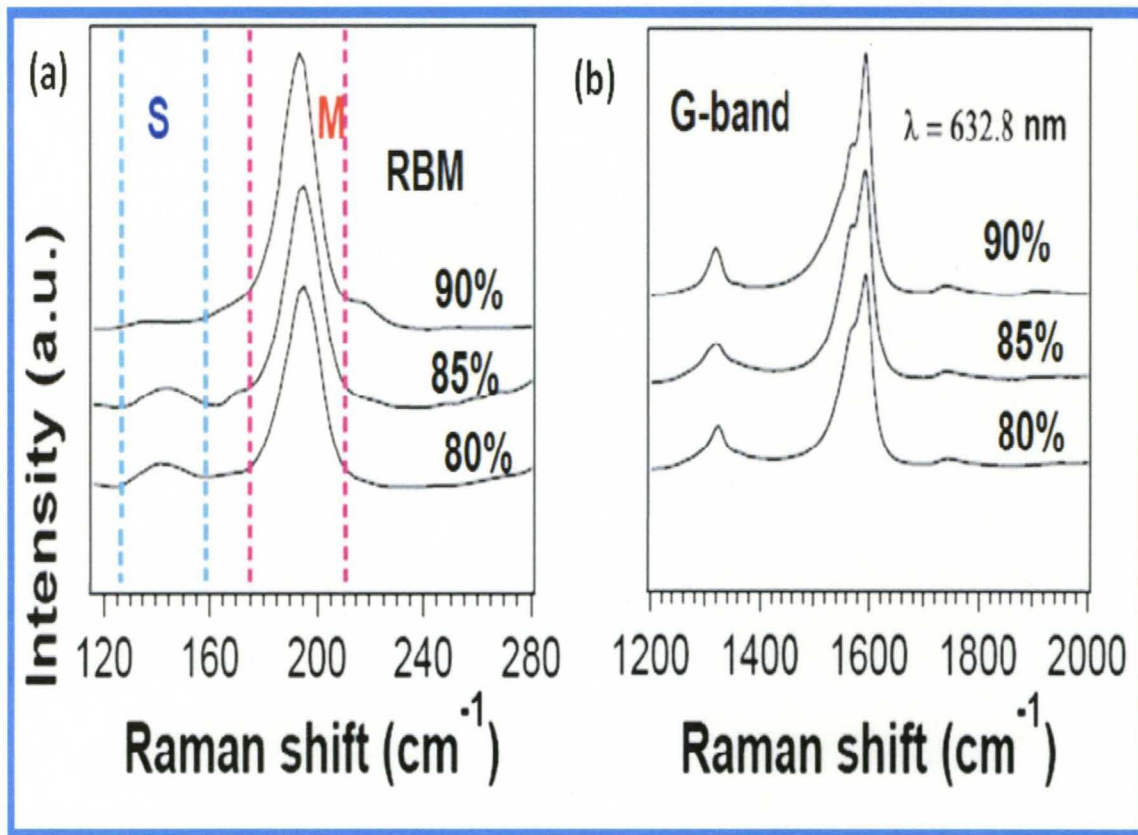 (a)
S
M
RBM
90%
85%
80%
Intensity (a.u.)
120 160 200 240 280
Raman shift (cm-1)
(b)
G-band
λ = 632.8 nm
90%
85%
80%
1200 1400 1600 1800 2000
Raman shift (cm-1)